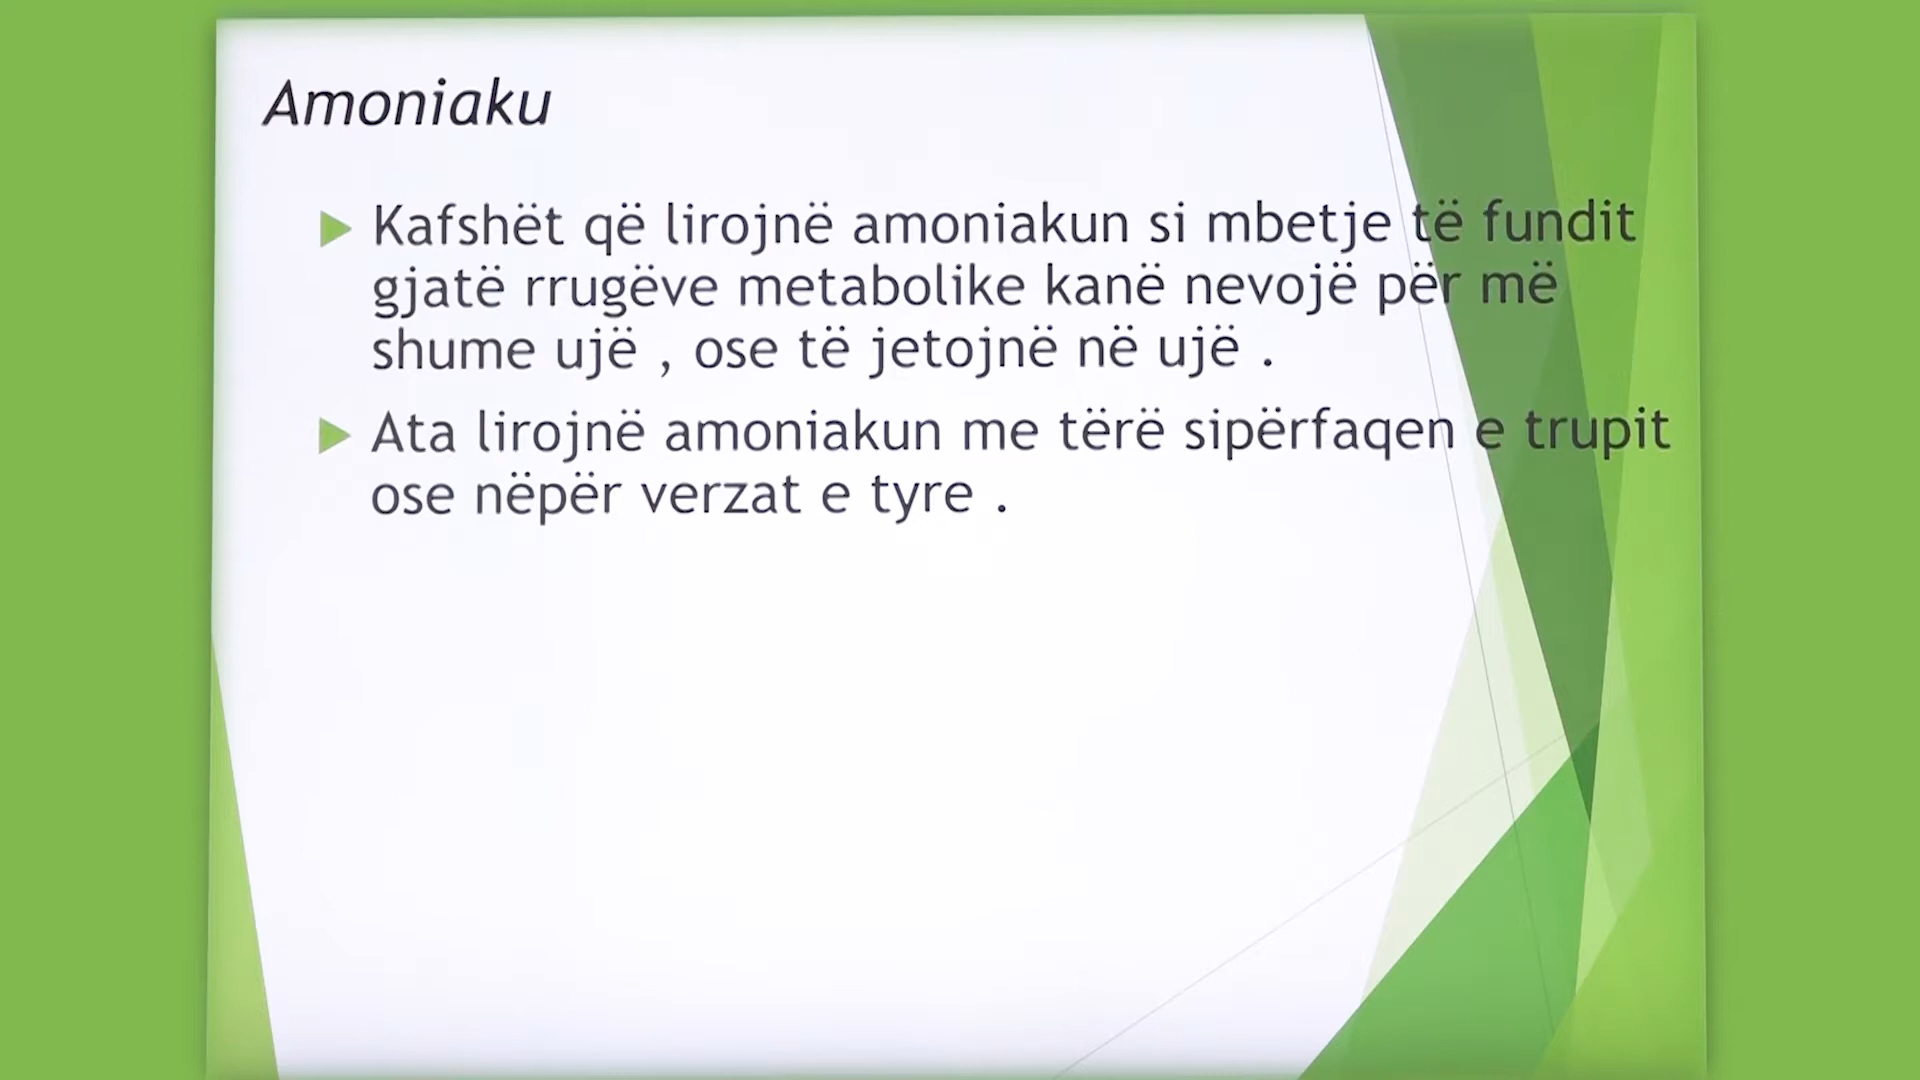 Amoniaku
Kafshët që lirojnë amoniakun si mbetje të fundit
gjatë rrugëve metabolike kanë nevojë për më
shume ujë , ose të jetojnë në ujë .
Ata lirojnë amoniakun me tërë sipërfaqen e trupit
ose nëpër verzat e tyre .